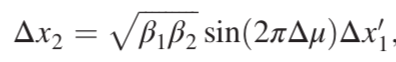 Δx₂ = √β₁β₂ sin(2πΔμ)Δx′₁,